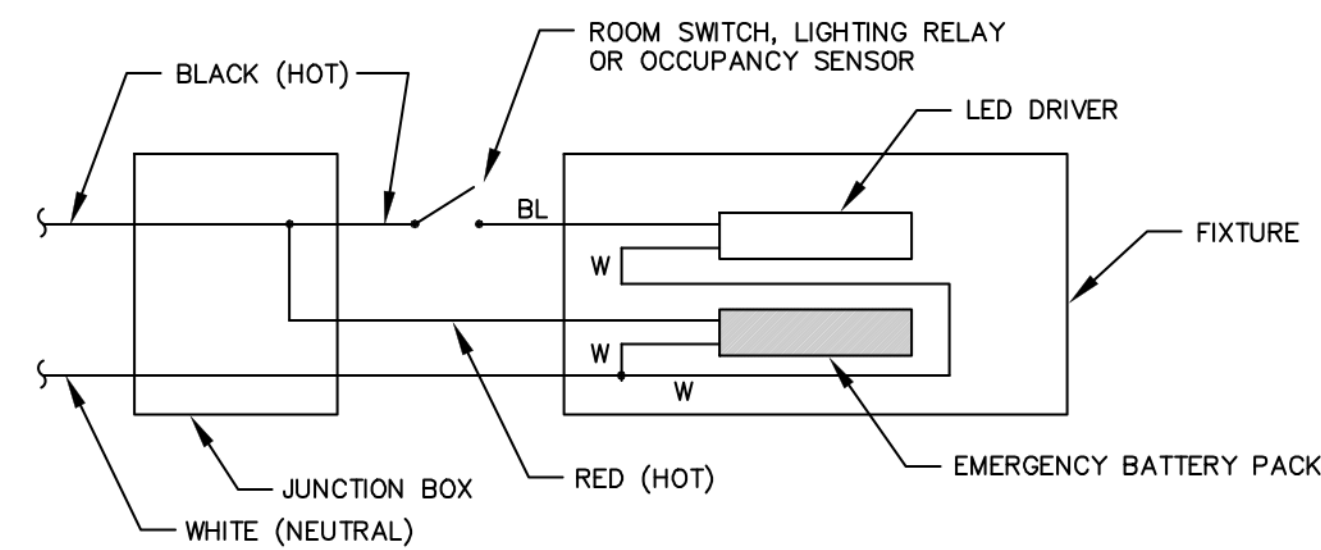 ROOM SWITCH, LIGHTING RELAY
OR OCCUPANCY SENSOR
BLACK (HOT)
LED DRIVER
BL
FIXTURE
W
W
W
EMERGENCY BATTERY PACK
RED (HOT)
JUNCTION BOX
WHITE (NEUTRAL)